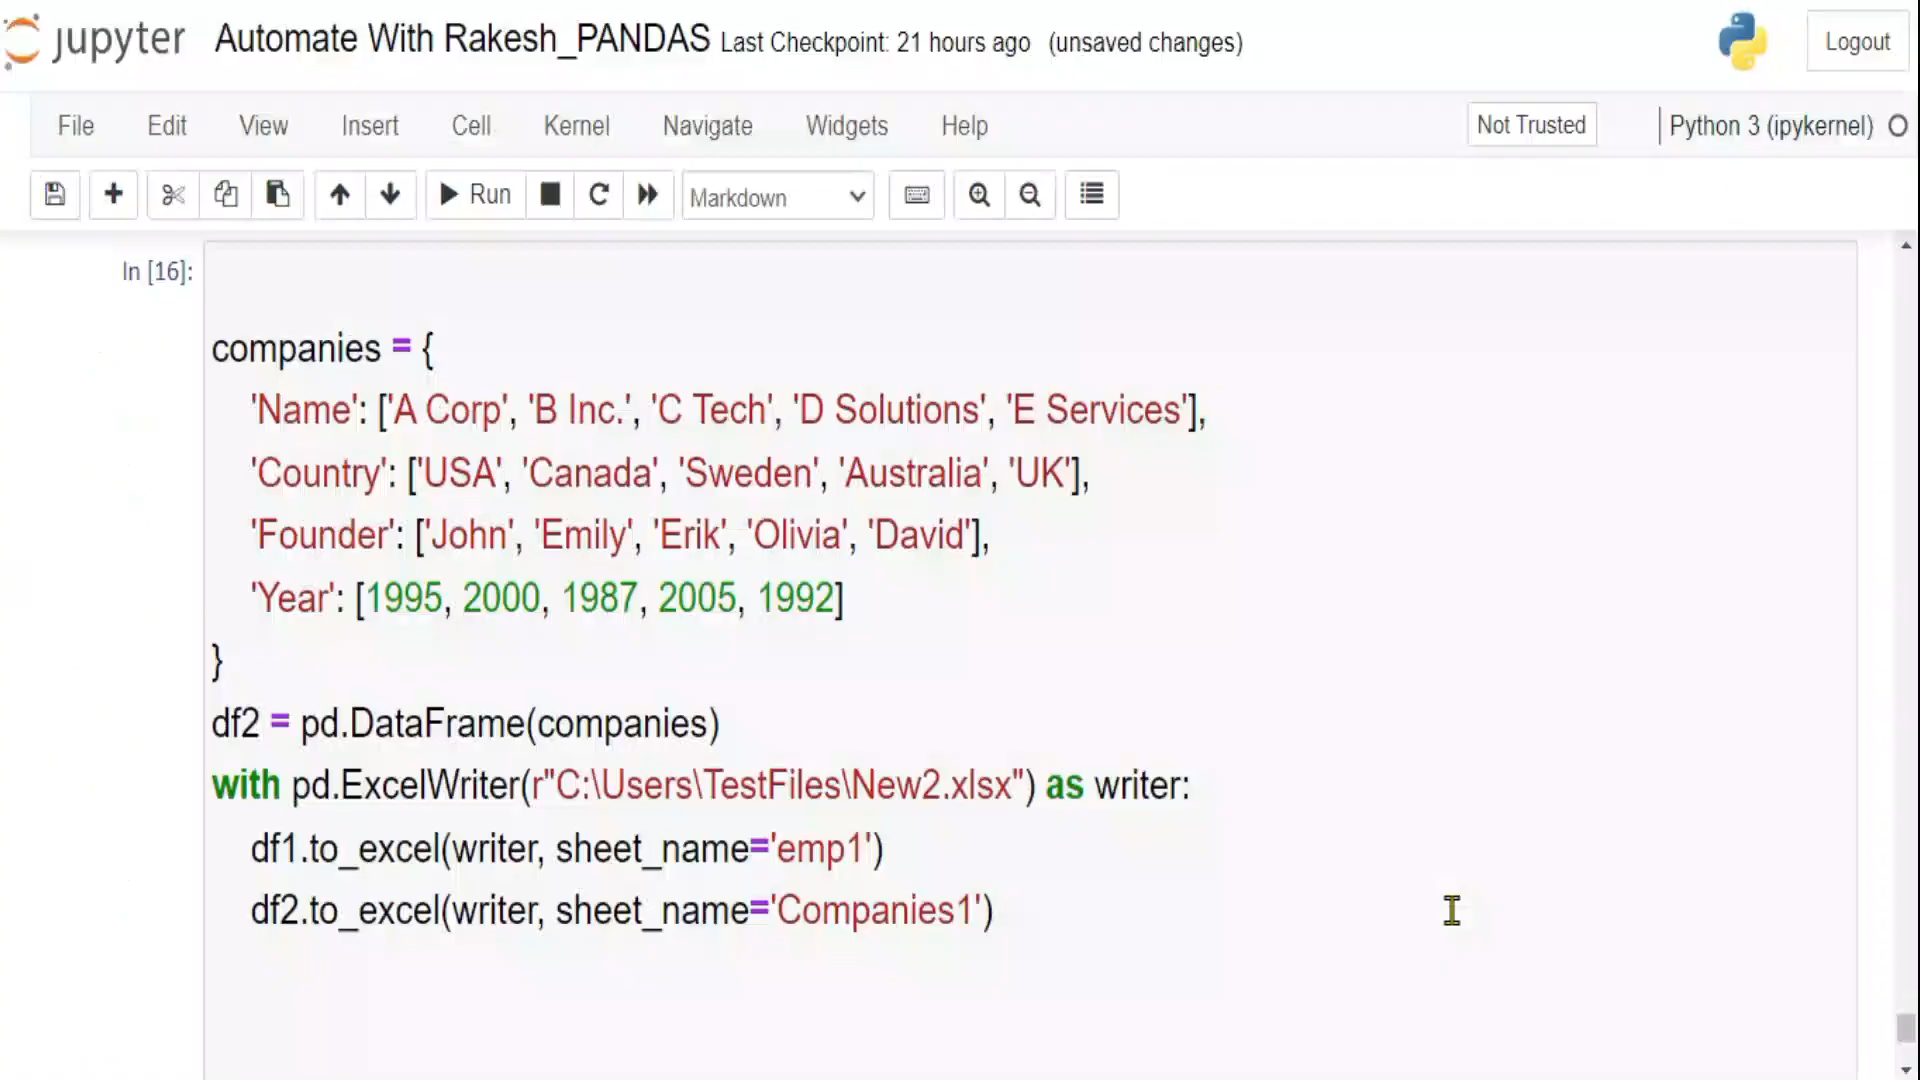 jupyter Automate With Rakesh_PANDAS Last Checkpoint: 21 hours ago (unsaved changes) Logout
File Edit View Insert Cell Kernel Navigate Widgets Help Not Trusted Python 3 (ipykernel)
Run Markdown
In [16]:
companies = {
    'Name': ['A Corp', 'B Inc.', 'C Tech', 'D Solutions', 'E Services'],
    'Country': ['USA', 'Canada', 'Sweden', 'Australia', 'UK'],
    'Founder': ['John', 'Emily', 'Erik', 'Olivia', 'David'],
    'Year': [1995, 2000, 1987, 2005, 1992]
}
df2 = pd.DataFrame(companies)
with pd.ExcelWriter(r"C:\Users\TestFiles\New2.xlsx") as writer:
    df1.to_excel(writer, sheet_name='emp1')
    df2.to_excel(writer, sheet_name='Companies1')